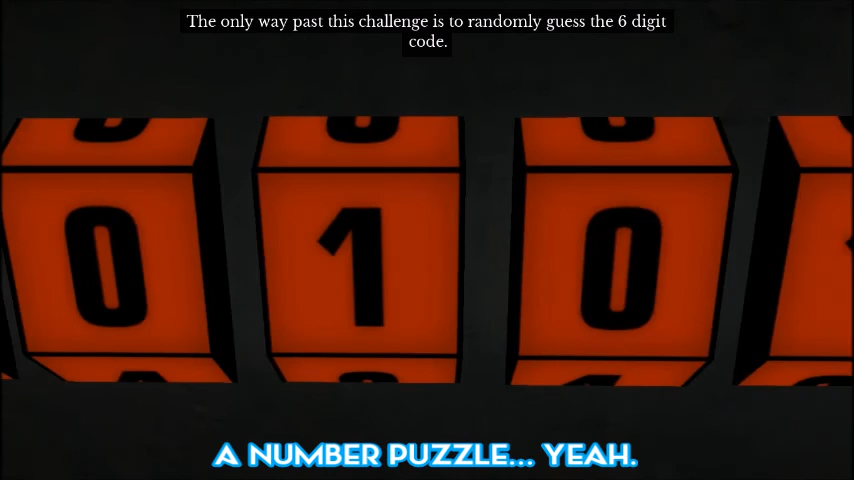 The only way past this challenge is to randomly guess the 6 digit
code.
0 1 0
A NUMBER PUZZLE... YEAH.